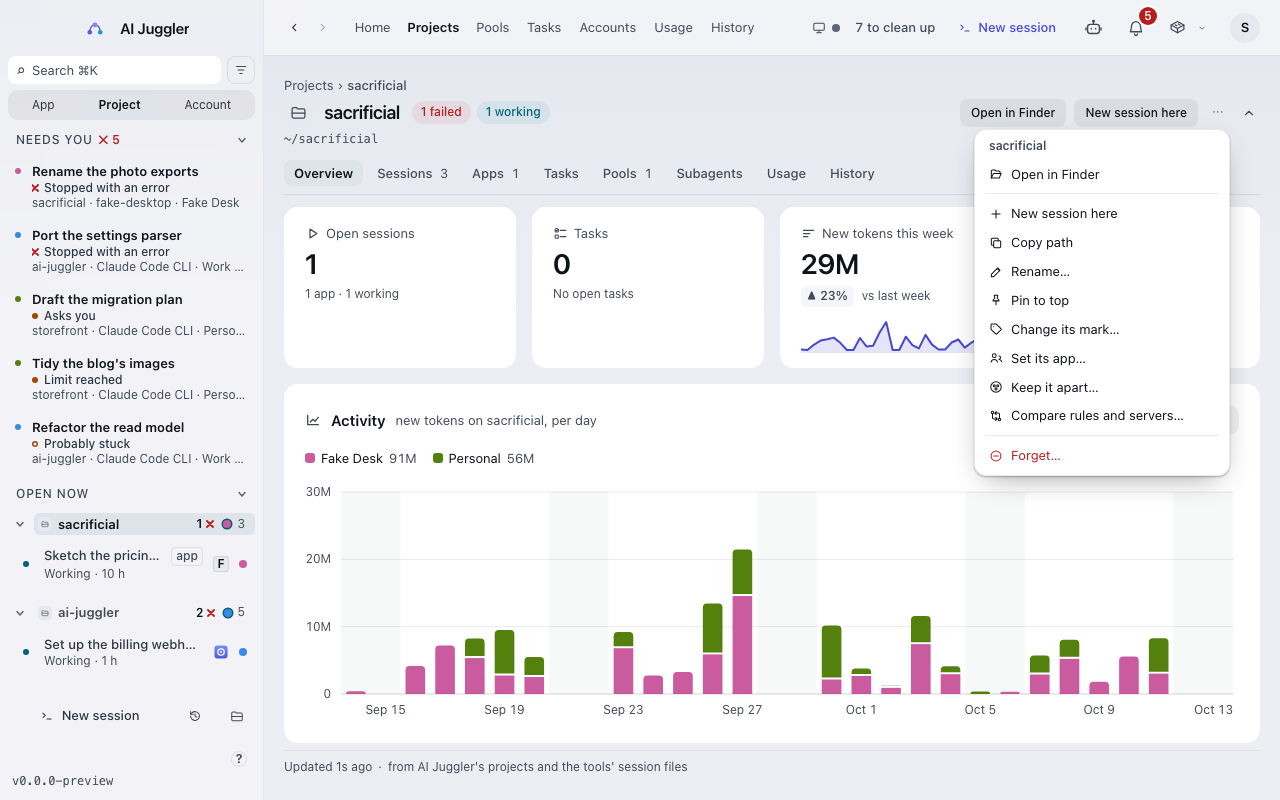 AI Juggler
Search ⌘K
App
Project
Account
NEEDS YOU
5
Rename the photo exports
Stopped with an error
sacrificial · fake-desktop · Fake Desk
Port the settings parser
Stopped with an error
ai-juggler · Claude Code CLI · Work ...
Draft the migration plan
Asks you
storefront · Claude Code CLI · Perso...
Tidy the blog's images
Limit reached
storefront · Claude Code CLI · Perso...
Refactor the read model
Probably stuck
ai-juggler · Claude Code CLI · Work ...
OPEN NOW
sacrificial
1
3
Sketch the pricin...
app
F
Working · 10 h
ai-juggler
2
5
Set up the billing webh...
Working · 1 h
New session
?
v0.0.0-preview
Home
Projects
Pools
Tasks
Accounts
Usage
History
7 to clean up
New session
5
S
Projects › sacrificial
sacrificial
1 failed
1 working
Open in Finder
New session here
~/sacrificial
Overview
Sessions 3
Apps 1
Tasks
Pools 1
Subagents
Usage
History
Open sessions
1
1 app · 1 working
Tasks
0
No open tasks
New tokens this week
29M
▲ 23% vs last week
sacrificial
Open in Finder
New session here
Copy path
Rename...
Pin to top
Change its mark...
Set its app...
Keep it apart...
Compare rules and servers...
Forget...
Activity new tokens on sacrificial, per day
Fake Desk 91M
Personal 56M
30M
20M
10M
0
Sep 15
Sep 19
Sep 23
Sep 27
Oct 1
Oct 5
Oct 9
Oct 13
Updated 1s ago · from AI Juggler's projects and the tools' session files